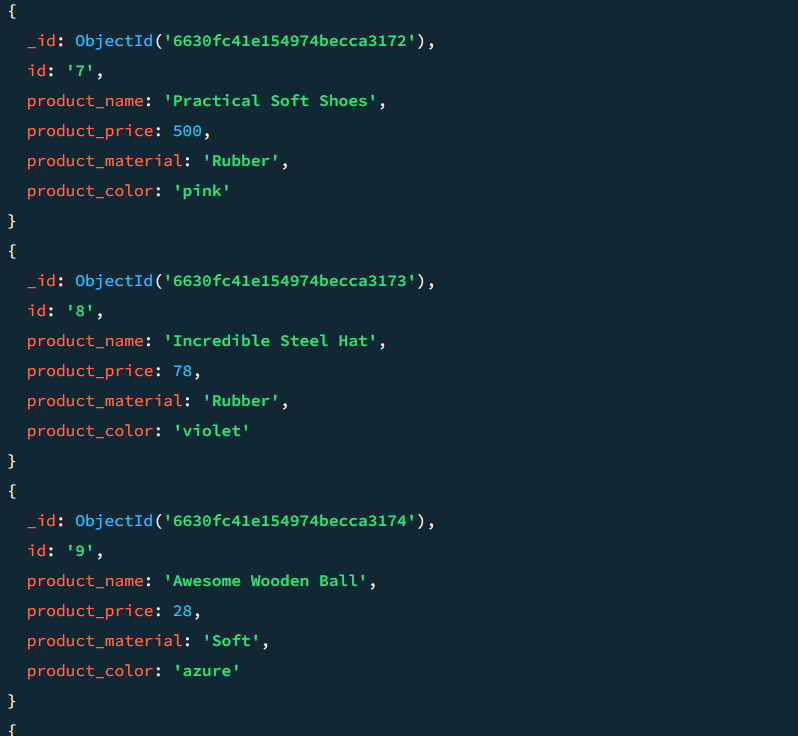 {
  _id: ObjectId('6630fc41e154974becca3172'),
  id: '7',
  product_name: 'Practical Soft Shoes',
  product_price: 500,
  product_material: 'Rubber',
  product_color: 'pink'
}
{
  _id: ObjectId('6630fc41e154974becca3173'),
  id: '8',
  product_name: 'Incredible Steel Hat',
  product_price: 78,
  product_material: 'Rubber',
  product_color: 'violet'
}
{
  _id: ObjectId('6630fc41e154974becca3174'),
  id: '9',
  product_name: 'Awesome Wooden Ball',
  product_price: 28,
  product_material: 'Soft',
  product_color: 'azure'
}
{